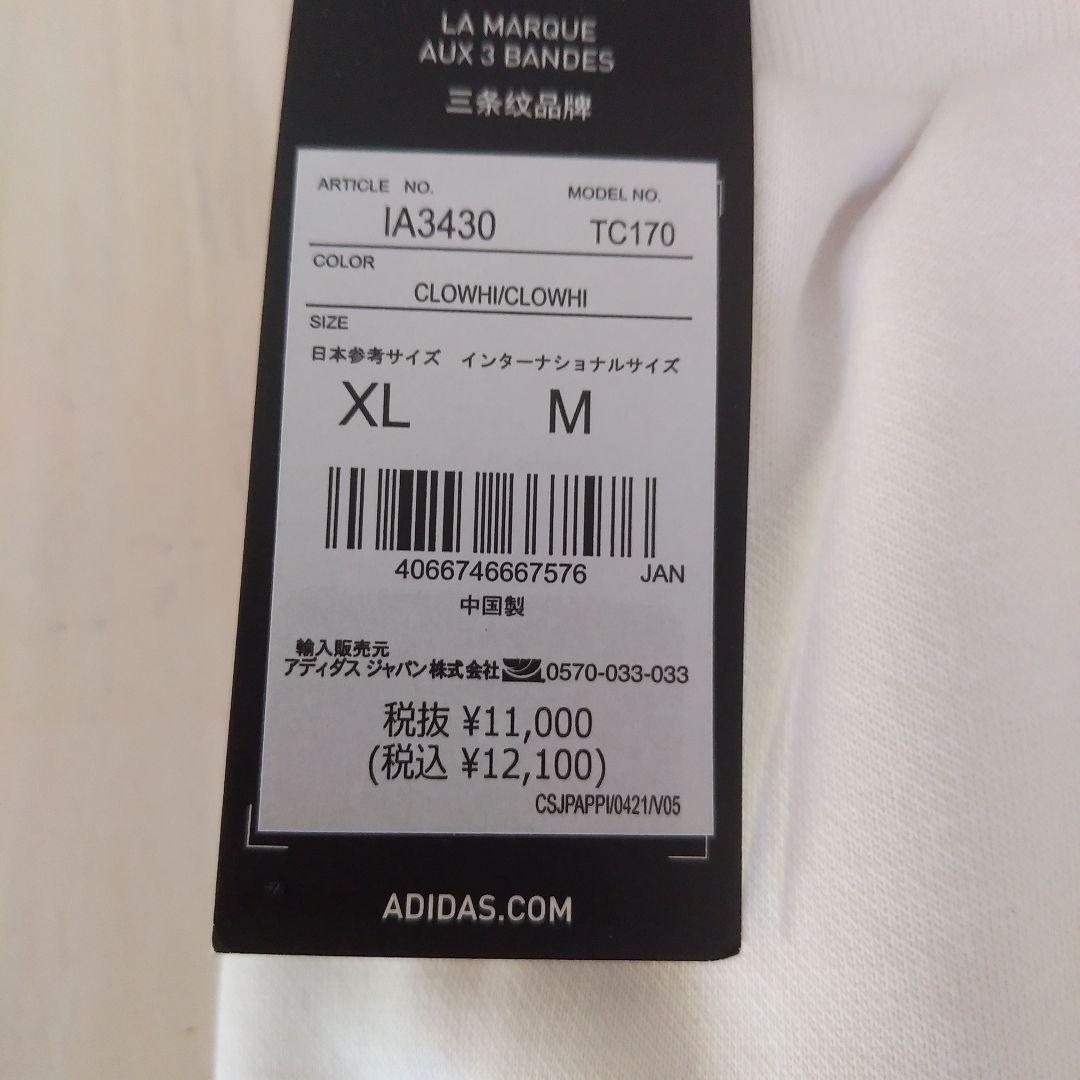 LA MARQUE
AUX 3 BANDES
三条纹品牌
ARTICLE NO. MODEL NO.
IA3430 TC170
COLOR
CLOWHI/CLOWHI
SIZE
日本参考サイズ インターナショナルサイズ
XL M
4066746667576 JAN
中国製
輸入販売元
アディダス ジャパン株式会社 0570-033-033
税抜 ¥11,000
(税込 ¥12,100)
CSJPAPPI/0421/V05
ADIDAS.COM